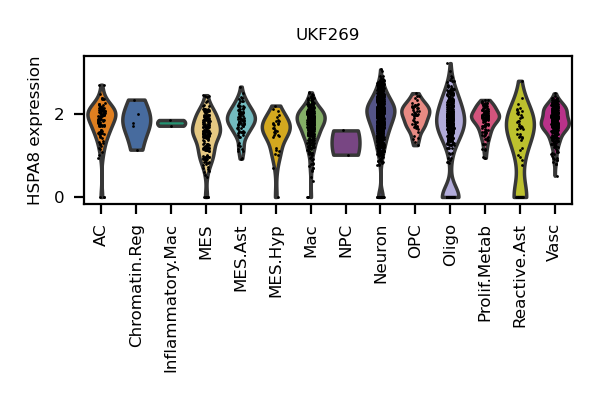 UKF269
HSPA8 expression
2
0
AC
Chromatin.Reg
Inflammatory.Mac
MES
MES.Ast
MES.Hyp
Mac
NPC
Neuron
OPC
Oligo
Prolif.Metab
Reactive.Ast
Vasc